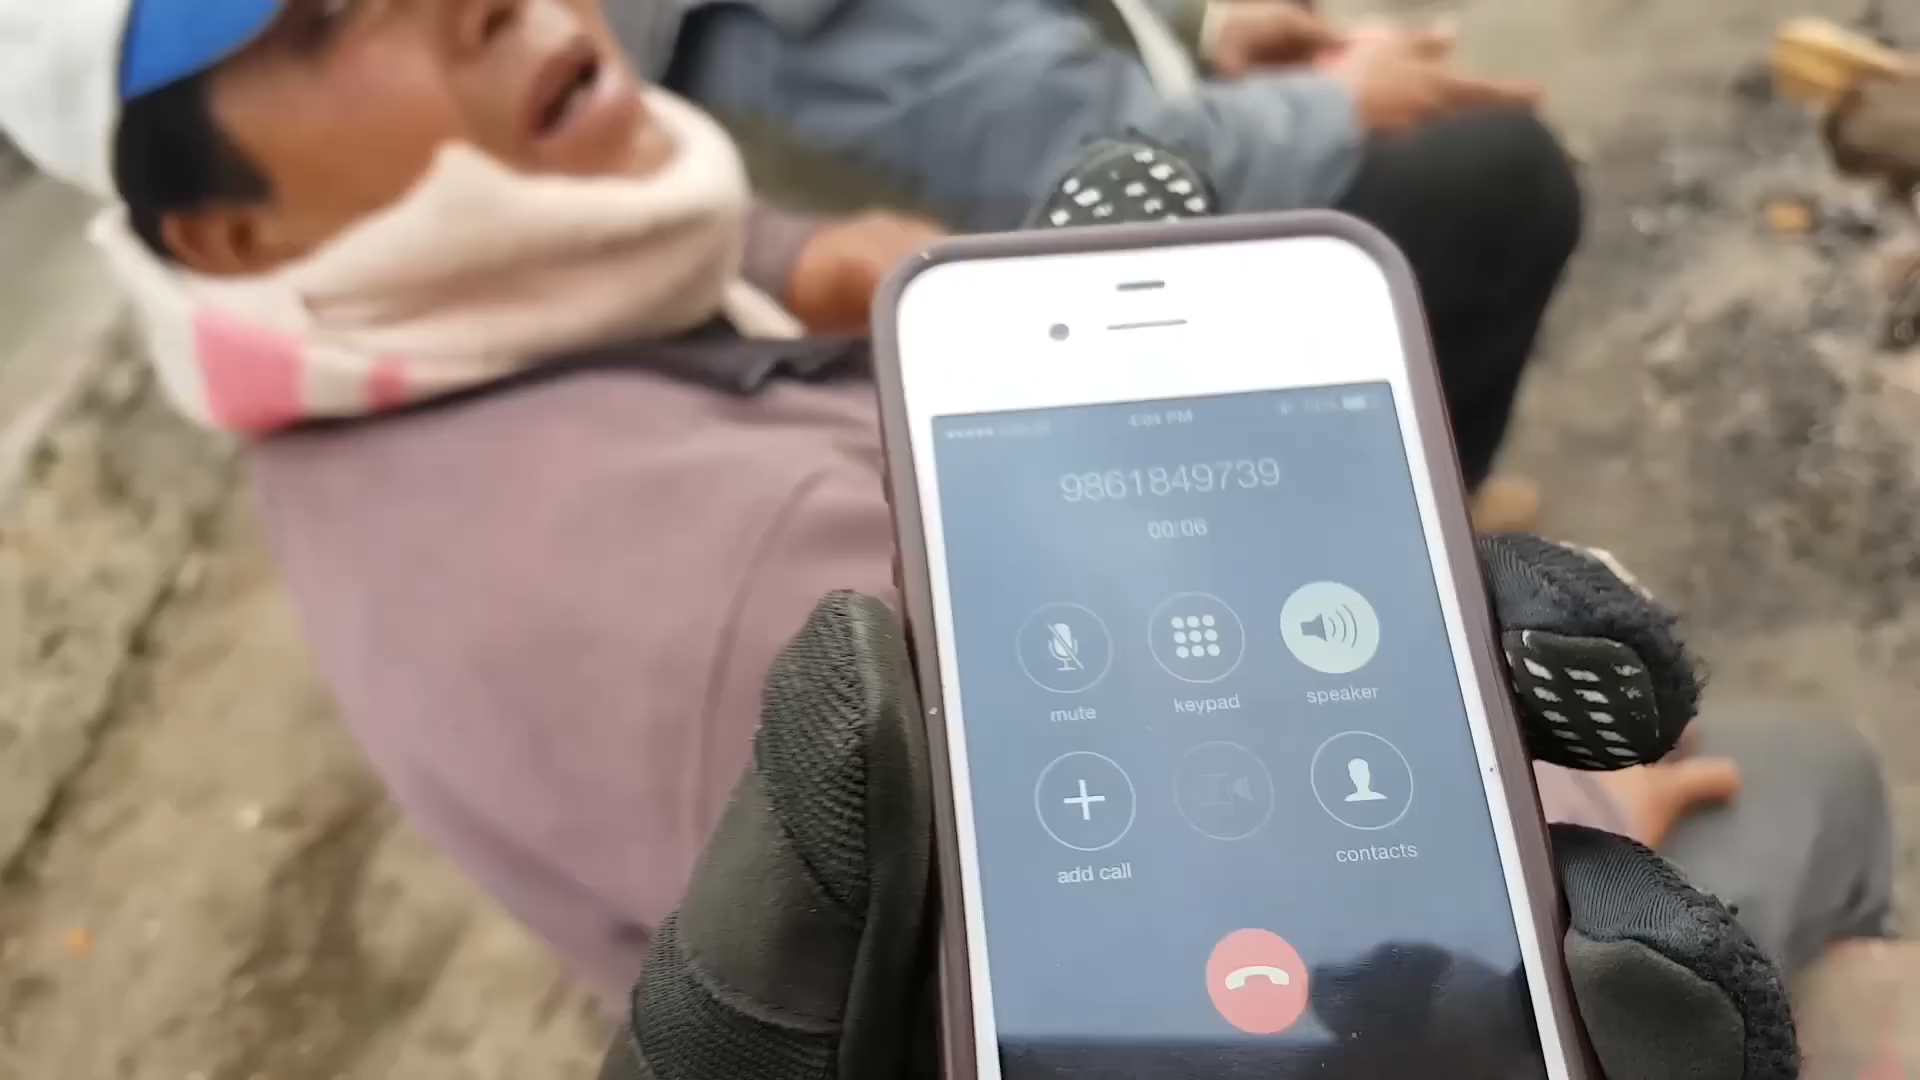 9861849739
00:06
mute
keypad
speaker
add call
contacts